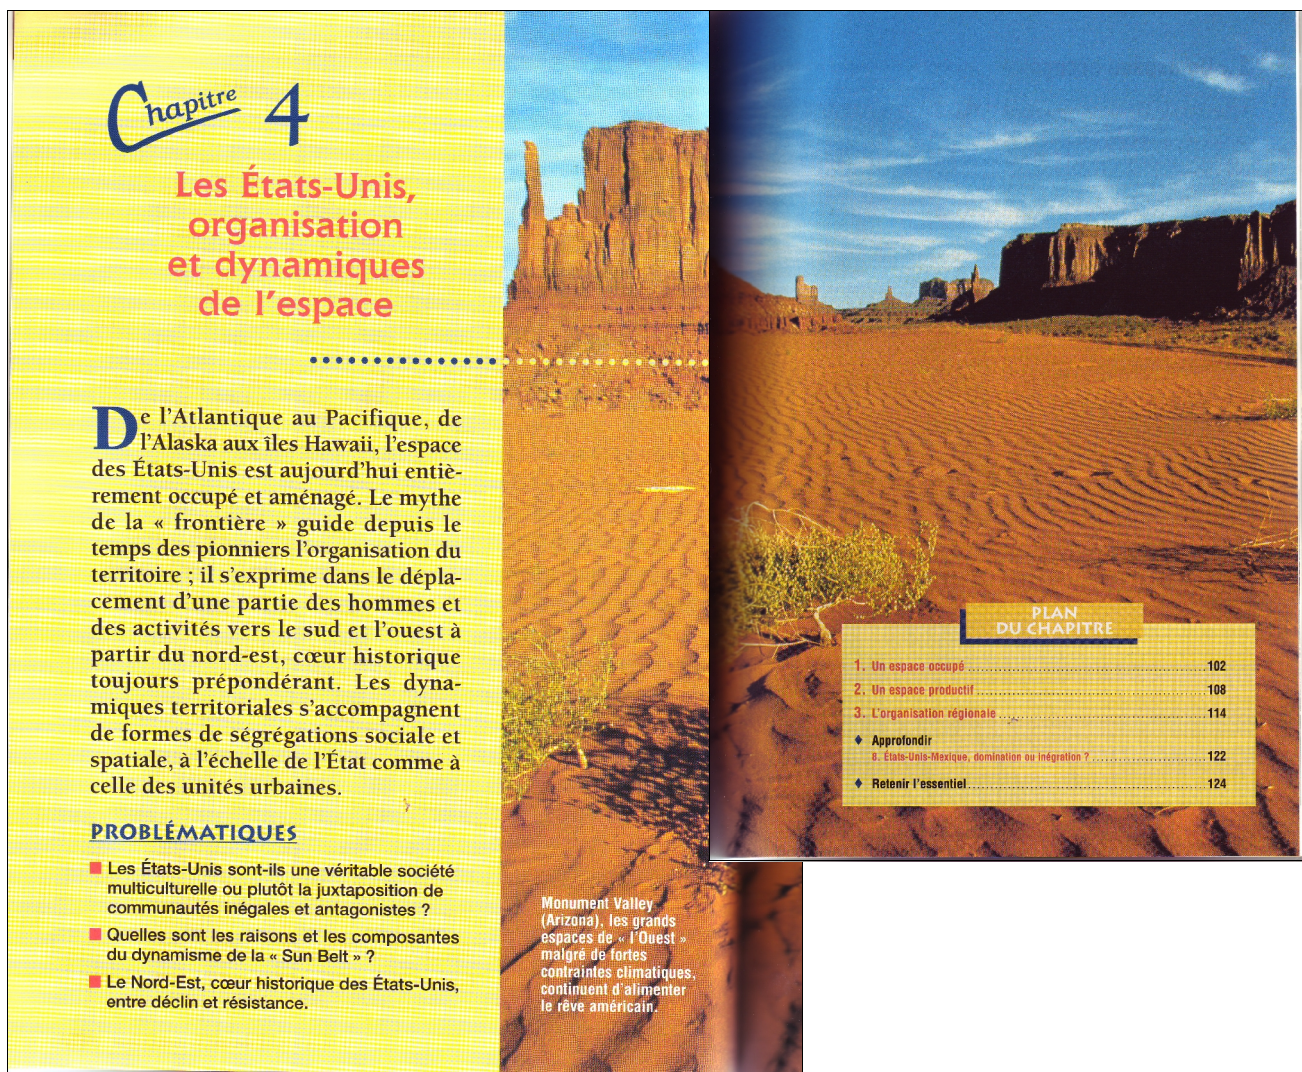 Chapitre 4
Les États-Unis,
organisation
et dynamiques
de l'espace
De l'Atlantique au Pacifique, de
l'Alaska aux îles Hawaii, l'espace
des États-Unis est aujourd'hui entiè-
rement occupé et aménagé. Le mythe
de la « frontière » guide depuis le
temps des pionniers l'organisation du
territoire ; il s'exprime dans le dépla-
cement d'une partie des hommes et
des activités vers le sud et l'ouest à
partir du nord-est, cœur historique
toujours prépondérant. Les dyna-
miques territoriales s'accompagnent
de formes de ségrégations sociale et
spatiale, à l'échelle de l'État comme à
celle des unités urbaines.
PROBLÉMATIQUES
Les États-Unis sont-ils une véritable société
multiculturelle ou plutôt la juxtaposition de
communautés inégales et antagonistes ?
Quelles sont les raisons et les composantes
du dynamisme de la « Sun Belt » ?
Le Nord-Est, cœur historique des États-Unis,
entre déclin et résistance.
Monument Valley
(Arizona), les grands
espaces de « l'Ouest »
malgré de fortes
contraintes climatiques,
continuent d'alimenter
le rêve américain.
PLAN
DU CHAPITRE
1. Un espace occupé 102
2. Un espace productif 108
3. L'organisation régionale 114
Approfondir
8. États-Unis-Mexique, domination ou inégration ? 122
Retenir l'essentiel 124